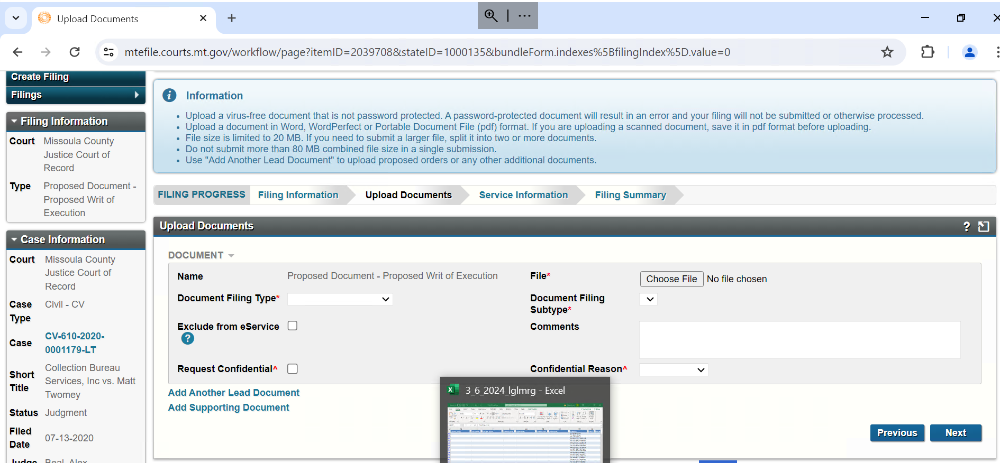 Upload Documents
mtefile.courts.mt.gov/workflow/page?itemID=2039708&stateID=1000135&bundleForm.indexes%5BfilingIndex%5D.value=0
Create Filing
Filings
Filing Information
Court Missoula County
Justice Court of
Record
Type Proposed Document -
Proposed Writ of
Execution
Case Information
Court Missoula County
Justice Court of
Record
Case
Type Civil - CV
Case CV-610-2020-
0001179-LT
Short
Title Collection Bureau
Services, Inc vs. Matt
Twomey
Status Judgment
Filed
Date 07-13-2020
Judge Beal, Alex
Information
• Upload a virus-free document that is not password protected. A password-protected document will result in an error and your filing will not be submitted or otherwise processed.
• Upload a document in Word, WordPerfect or Portable Document File (pdf) format. If you are uploading a scanned document, save it in pdf format before uploading.
• File size is limited to 20 MB. If you need to submit a larger file, split it into two or more documents.
• Do not submit more than 80 MB combined file size in a single submission.
• Use "Add Another Lead Document" to upload proposed orders or any other additional documents.
FILING PROGRESS Filing Information Upload Documents Service Information Filing Summary
Upload Documents ?
DOCUMENT
Name Proposed Document - Proposed Writ of Execution File* Choose File No file chosen
Document Filing Type* Document Filing
Subtype*
Exclude from eService Comments
?
Request Confidential^ Confidential Reason^
Add Another Lead Document
Add Supporting Document
3_6_2024_lglmrg - Excel
Previous Next